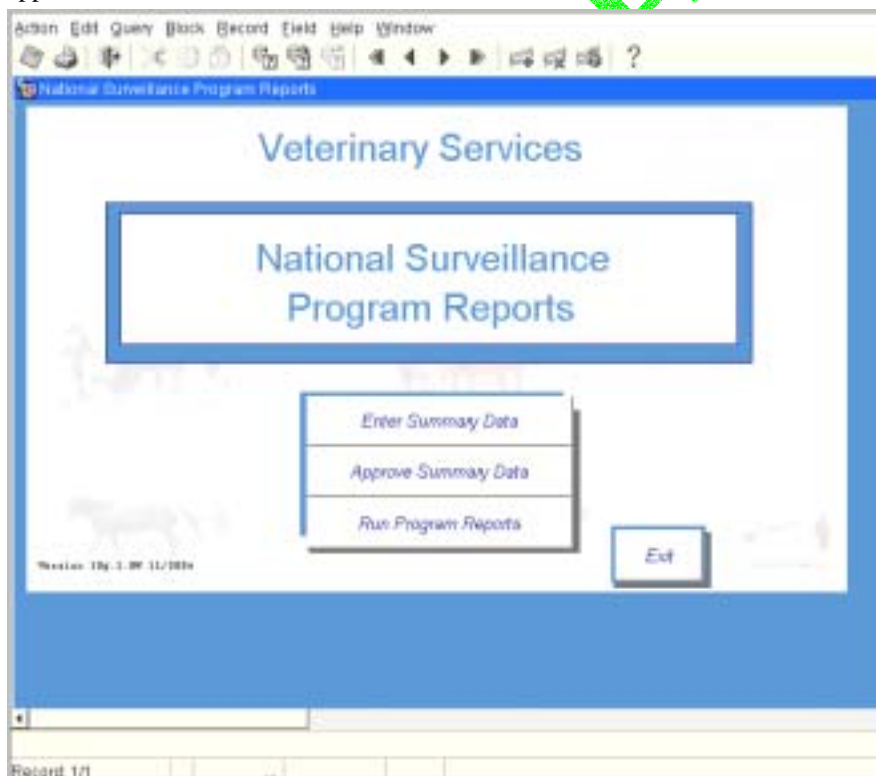 Action Edit Query Block Record Field Help Window
?
National Surveillance Program Reports
Veterinary Services
National Surveillance
Program Reports
Enter Summary Data
Approve Summary Data
Run Program Reports
Exit
Record: 1/1